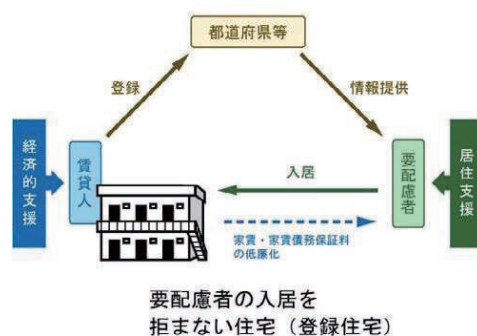 都道府県等
登録
情報提供
経済的支援
賃貸人
入居
要配慮者
居住支援
家賃・家賃債務保証料
の低廉化
要配慮者の入居を
拒まない住宅（登録住宅）